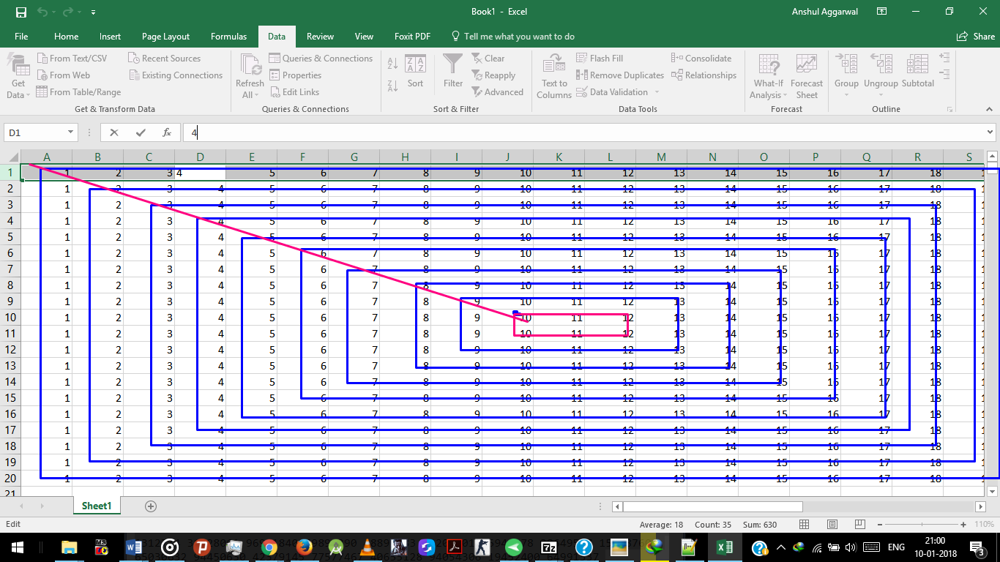 Book1 - Excel
Anshul Aggarwal
File Home Insert Page Layout Formulas Data Review View Foxit PDF Tell me what you want to do Share
From Text/CSV Recent Sources Queries & Connections Clear Flash Fill Consolidate
From Web Existing Connections Properties Reapply Remove Duplicates Relationships
From Table/Range Edit Links Advanced Data Validation
Get Data Refresh All Sort Filter Text to Columns What-If Analysis Forecast Sheet Group Ungroup Subtotal
Get & Transform Data Queries & Connections Sort & Filter Data Tools Forecast Outline
D1 fx 4
A B C D E F G H I J K L M N O P Q R S
1 1 2 3 4 5 6 7 8 9 10 11 12 13 14 15 16 17 18
2 1 2 3 4 5 6 7 8 9 10 11 12 13 14 15 16 17 18
3 1 2 3 4 5 6 7 8 9 10 11 12 13 14 15 16 17 18
4 1 2 3 4 5 6 7 8 9 10 11 12 13 14 15 16 17 18
5 1 2 3 4 5 6 7 8 9 10 11 12 13 14 15 16 17 18
6 1 2 3 4 5 6 7 8 9 10 11 12 13 14 15 16 17 18
7 1 2 3 4 5 6 7 8 9 10 11 12 13 14 15 16 17 18
8 1 2 3 4 5 6 7 8 9 10 11 12 13 14 15 16 17 18
9 1 2 3 4 5 6 7 8 9 10 11 12 13 14 15 16 17 18
10 1 2 3 4 5 6 7 8 9 10 11 12 13 14 15 16 17 18
11 1 2 3 4 5 6 7 8 9 10 11 12 13 14 15 16 17 18
12 1 2 3 4 5 6 7 8 9 10 11 12 13 14 15 16 17 18
13 1 2 3 4 5 6 7 8 9 10 11 12 13 14 15 16 17 18
14 1 2 3 4 5 6 7 8 9 10 11 12 13 14 15 16 17 18
15 1 2 3 4 5 6 7 8 9 10 11 12 13 14 15 16 17 18
16 1 2 3 4 5 6 7 8 9 10 11 12 13 14 15 16 17 18
17 1 2 3 4 5 6 7 8 9 10 11 12 13 14 15 16 17 18
18 1 2 3 4 5 6 7 8 9 10 11 12 13 14 15 16 17 18
19 1 2 3 4 5 6 7 8 9 10 11 12 13 14 15 16 17 18
20 1 2 3 4 5 6 7 8 9 10 11 12 13 14 15 16 17 18
21
Sheet1
Edit Average: 18 Count: 35 Sum: 630 110%
ENG 21:00
10-01-2018 3